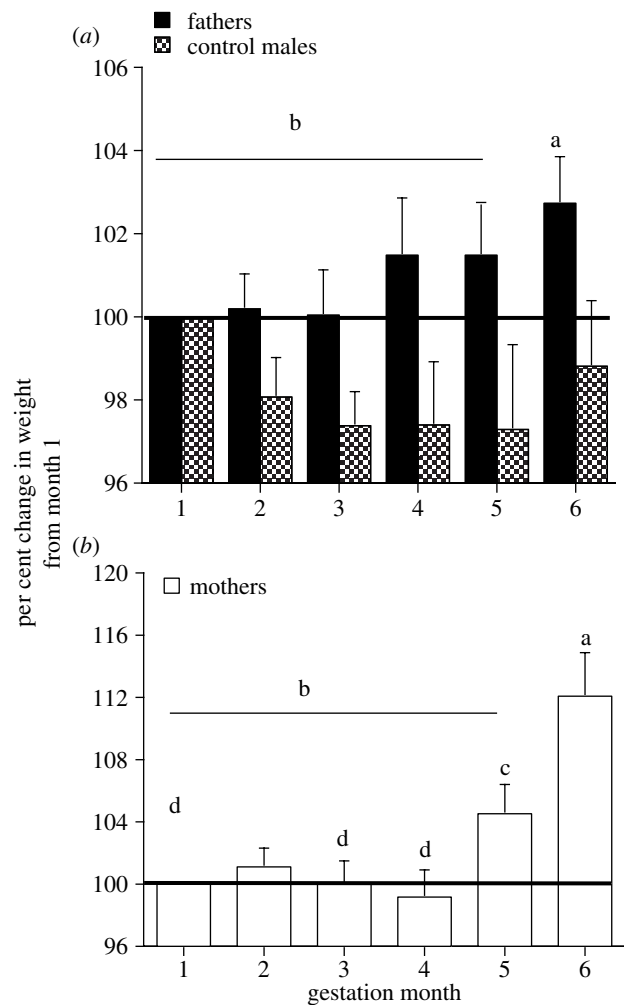 fathers
control males
(a)
106
104
102
100
98
96
b
a
1 2 3 4 5 6
per cent change in weight
from month 1
(b)
mothers
120
116
112
108
104
100
96
b
a
d
d
d
c
1 2 3 4 5 6
gestation month